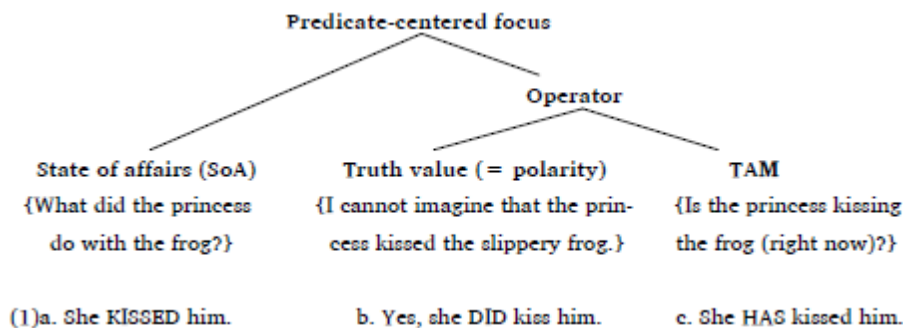 Predicate-centered focus
Operator
State of affairs (SoA) Truth value (= polarity) TAM
{What did the princess {I cannot imagine that the prin- {Is the princess kissing
do with the frog?} cess kissed the slippery frog.} the frog (right now)?}
(1)a. She KÍSSED him. b. Yes, she DÍD kiss him. c. She HAS kissed him.